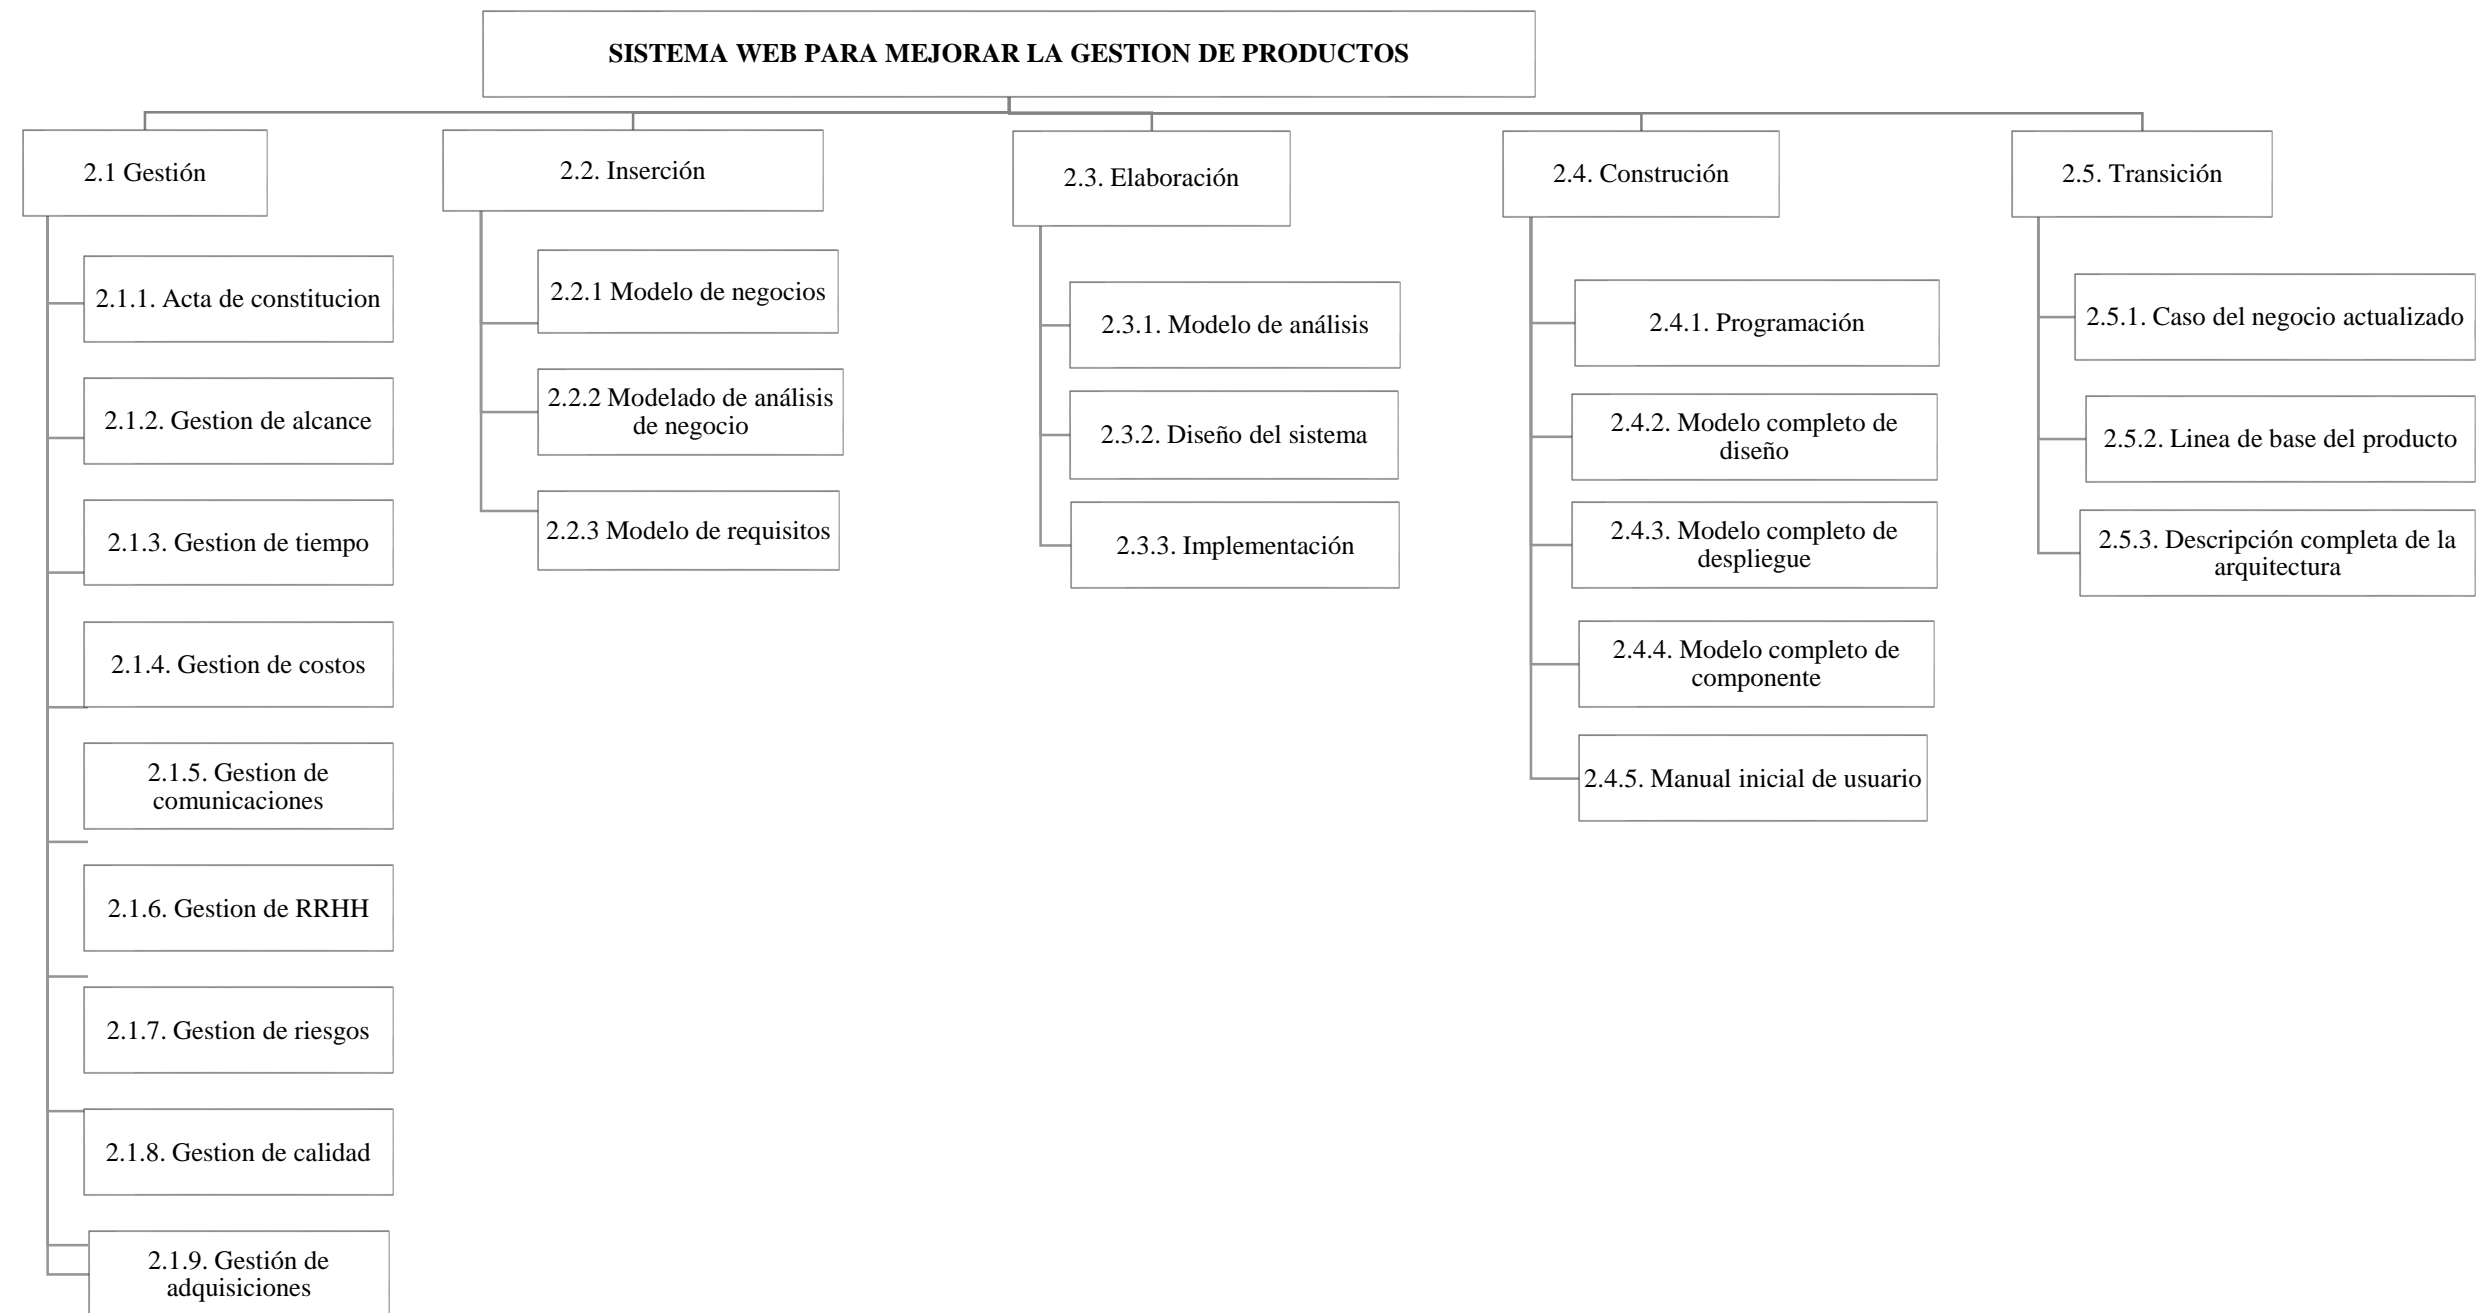 SISTEMA WEB PARA MEJORAR LA GESTION DE PRODUCTOS
2.1 Gestión
2.1.1. Acta de constitucion
2.1.2. Gestion de alcance
2.1.3. Gestion de tiempo
2.1.4. Gestion de costos
2.1.5. Gestion de
comunicaciones
2.1.6. Gestion de RRHH
2.1.7. Gestion de riesgos
2.1.8. Gestion de calidad
2.1.9. Gestión de
adquisiciones
2.2. Inserción
2.2.1 Modelo de negocios
2.2.2 Modelado de análisis
de negocio
2.2.3 Modelo de requisitos
2.3. Elaboración
2.3.1. Modelo de análisis
2.3.2. Diseño del sistema
2.3.3. Implementación
2.4. Construción
2.4.1. Programación
2.4.2. Modelo completo de
diseño
2.4.3. Modelo completo de
despliegue
2.4.4. Modelo completo de
componente
2.4.5. Manual inicial de usuario
2.5. Transición
2.5.1. Caso del negocio actualizado
2.5.2. Linea de base del producto
2.5.3. Descripción completa de la
arquitectura